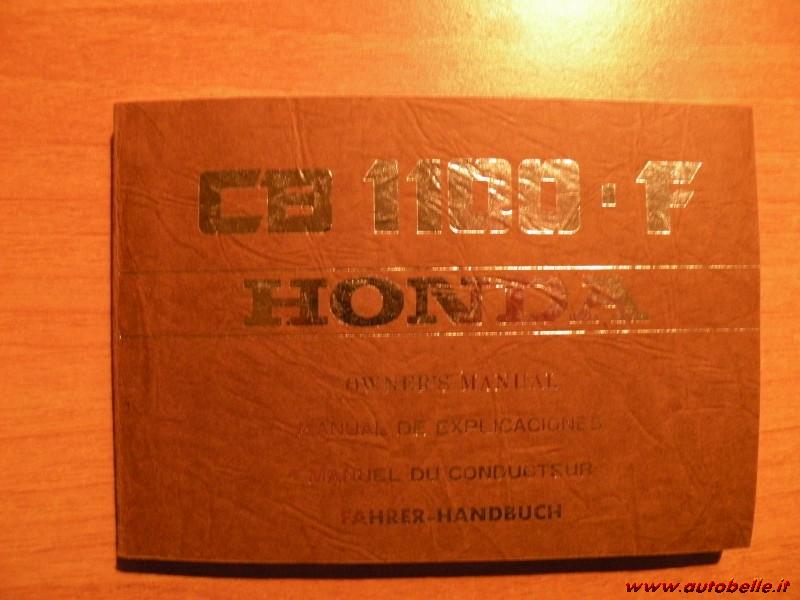 CB 1100·F
HONDA
OWNER'S MANUAL
MANUAL DE EXPLICACIONES
MANUEL DU CONDUCTEUR
FAHRER-HANDBUCH
www.autobelle.it